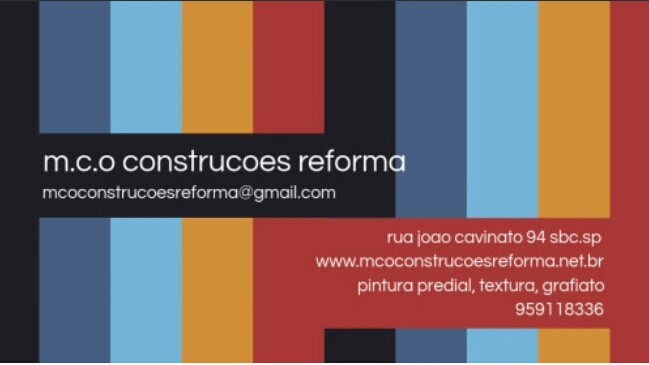 m.c.o construcoes reforma
mcoconstrucoesreforma@gmail.com
rua joao cavinato 94 sbc.sp
www.mcoconstrucoesreforma.net.br
pintura predial, textura, grafiato
959118336